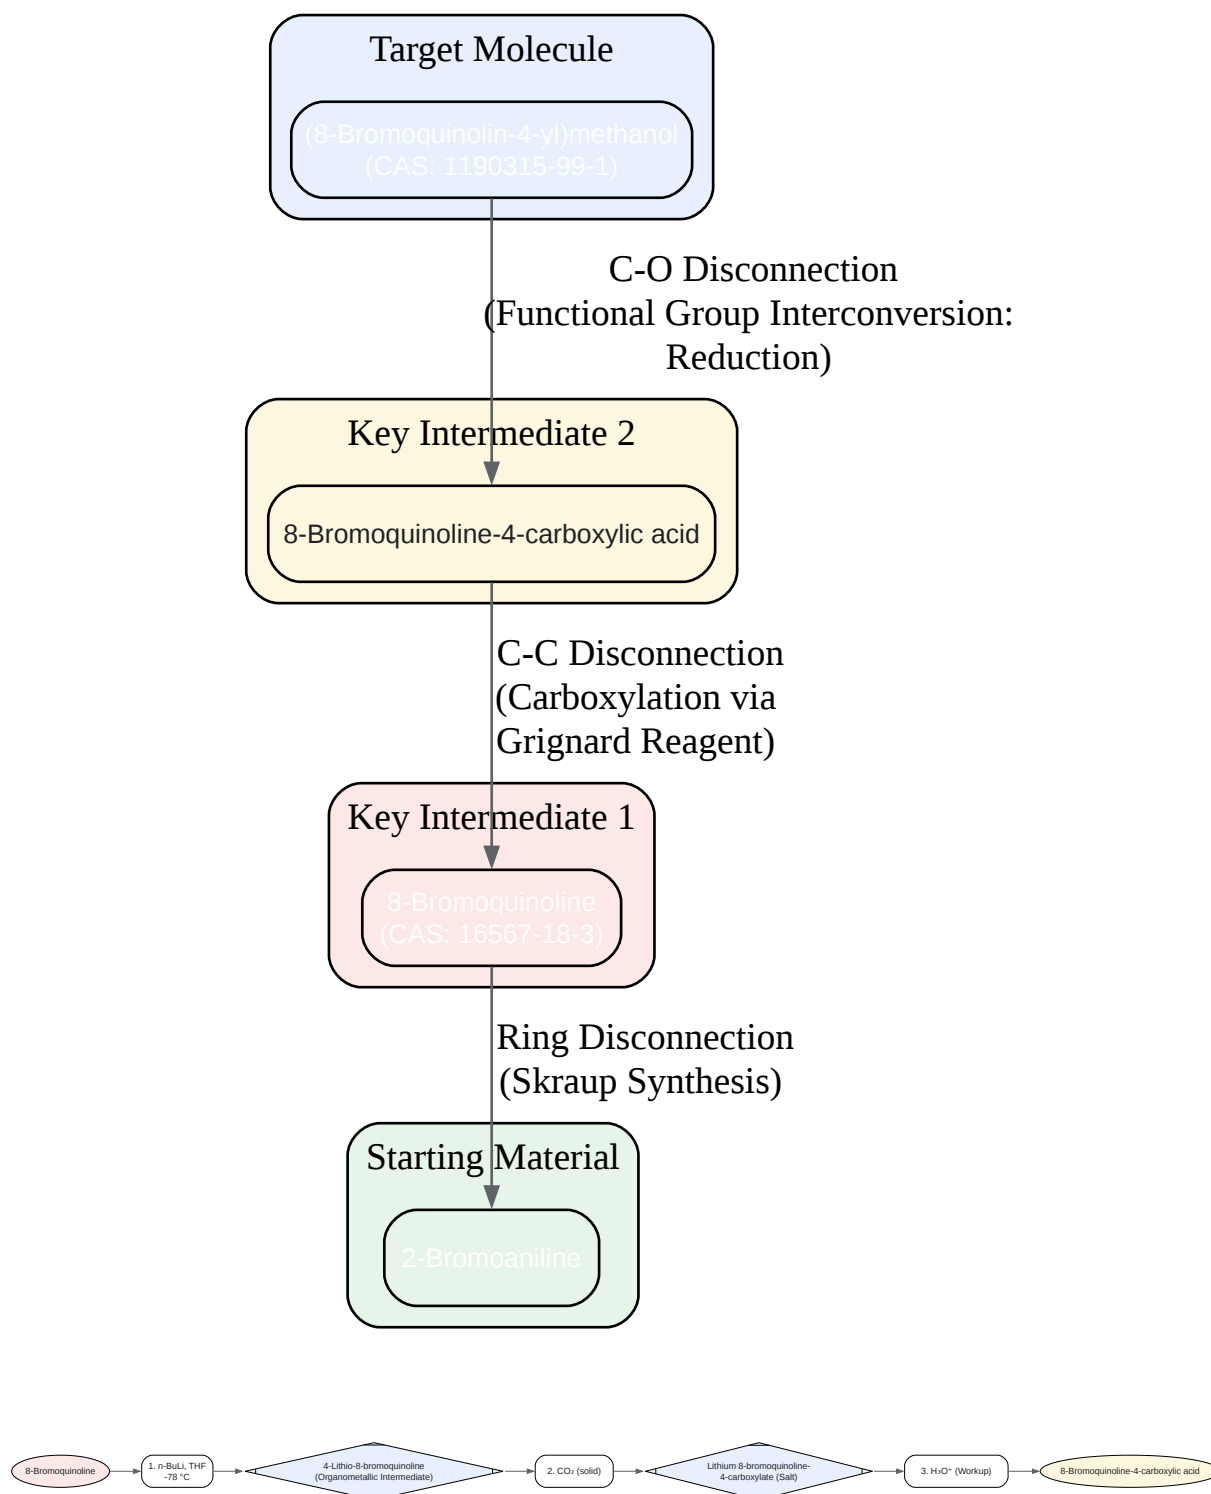 Target Molecule
(8-Bromoquinolin-4-yl)methanol
(CAS: 1190315-99-1)
C-O Disconnection
(Functional Group Interconversion:
Reduction)
Key Intermediate 2
8-Bromoquinoline-4-carboxylic acid
C-C Disconnection
(Carboxylation via
Grignard Reagent)
Key Intermediate 1
8-Bromoquinoline
(CAS: 16567-18-3)
Ring Disconnection
(Skraup Synthesis)
Starting Material
2-Bromoaniline
8-Bromoquinoline
1. n-BuLi, THF
-78 °C
4-Lithio-8-bromoquinoline
(Organometallic Intermediate)
2. CO₂ (solid)
Lithium 8-bromoquinoline-
4-carboxylate (Salt)
3. H₃O⁺ (Workup)
8-Bromoquinoline-4-carboxylic acid